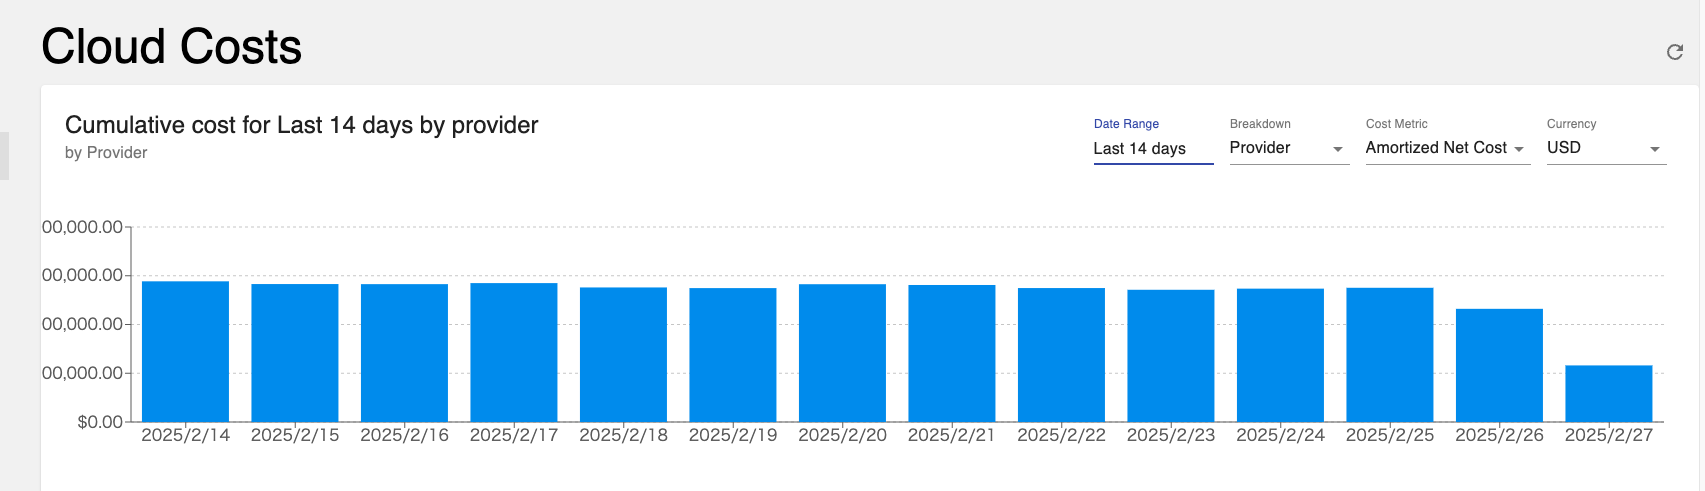 Cloud Costs
Cumulative cost for Last 14 days by provider
by Provider
Date Range
Last 14 days
Breakdown
Provider
Cost Metric
Amortized Net Cost
Currency
USD
00,000.00
00,000.00
00,000.00
00,000.00
$0.00
2025/2/14 2025/2/15 2025/2/16 2025/2/17 2025/2/18 2025/2/19 2025/2/20 2025/2/21 2025/2/22 2025/2/23 2025/2/24 2025/2/25 2025/2/26 2025/2/27